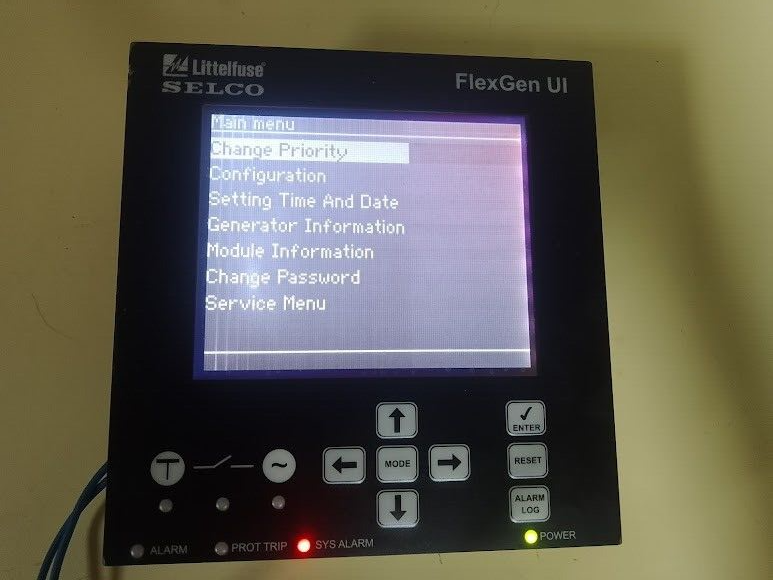 Littelfuse
SELCO
FlexGen UI
Main menu
Change Priority
Configuration
Setting Time And Date
Generator Information
Module Information
Change Password
Service Menu
ENTER
MODE
RESET
ALARM
LOG
T
~
ALARM
PROT TRIP
SYS ALARM
POWER